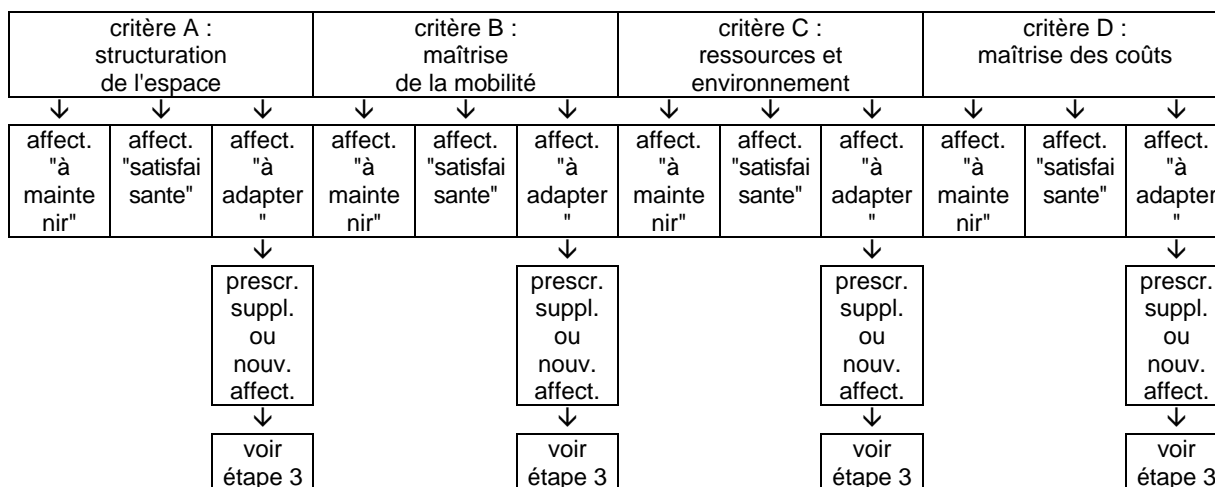 critère A :
structuration
de l'espace
critère B :
maîtrise
de la mobilité
critère C :
ressources et
environnement
critère D :
maîtrise des coûts
affect.
"à
mainte
nir"
affect.
"satisfai
sante"
affect.
"à
adapter
"
affect.
"à
mainte
nir"
affect.
"satisfai
sante"
affect.
"à
adapter
"
affect.
"à
mainte
nir"
affect.
"satisfai
sante"
affect.
"à
adapter
"
affect.
"à
mainte
nir"
affect.
"satisfai
sante"
affect.
"à
adapter
"
prescr.
suppl.
ou
nouv.
affect.
prescr.
suppl.
ou
nouv.
affect.
prescr.
suppl.
ou
nouv.
affect.
prescr.
suppl.
ou
nouv.
affect.
voir
étape 3
voir
étape 3
voir
étape 3
voir
étape 3